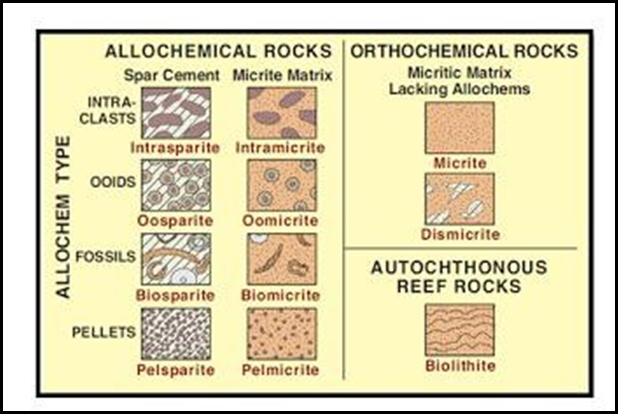 ALLOCHEMICAL ROCKS
Spar Cement Micrite Matrix
ALLOCHEM TYPE
INTRA-
CLASTS
Intrasparite Intramicrite
OOIDS
Oosparite Oomicrite
FOSSILS
Biosparite Biomicrite
PELLETS
Pelsparite Pelmicrite
ORTHOCHEMICAL ROCKS
Micritic Matrix
Lacking Allochems
Micrite
Dismicrite
AUTOCHTHONOUS
REEF ROCKS
Biolithite